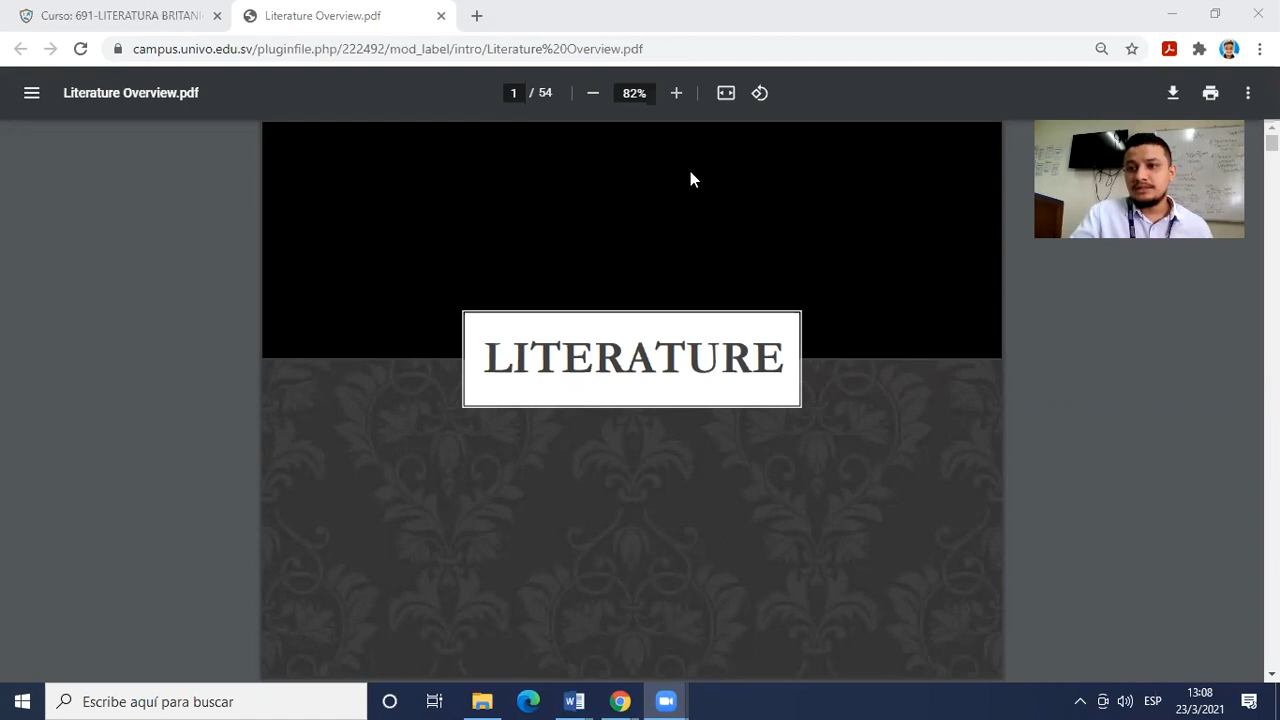 Curso: 691-LITERATURA BRITANI
Literature Overview.pdf
campus.univo.edu.sv/pluginfile.php/222492/mod_label/intro/Literature%20Overview.pdf
Literature Overview.pdf
1 / 54
82%
LITERATURE
Escribe aquí para buscar
ESP
13:08
23/3/2021